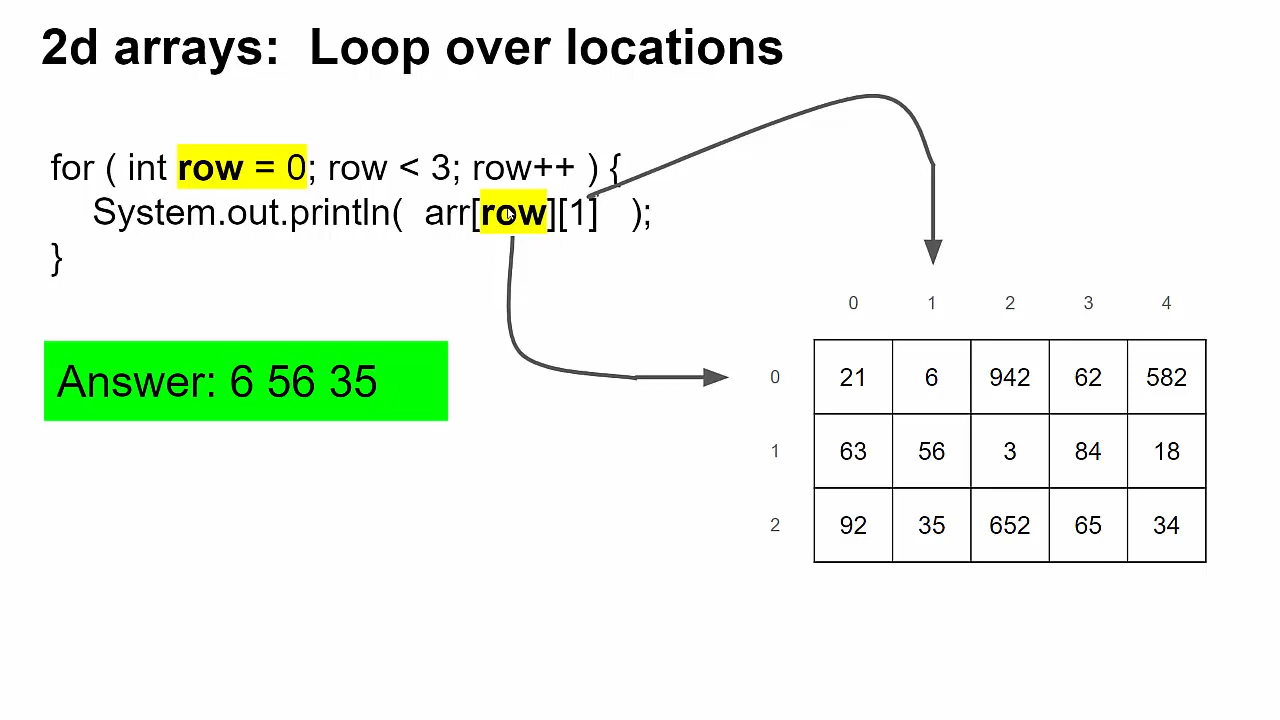 2d arrays:  Loop over locations
for ( int row = 0; row < 3; row++ ) {
System.out.println(  arr[row][1]   );
}
Answer: 6 56 35
0 1 2 3 4
0 21 6 942 62 582
1 63 56 3 84 18
2 92 35 652 65 34